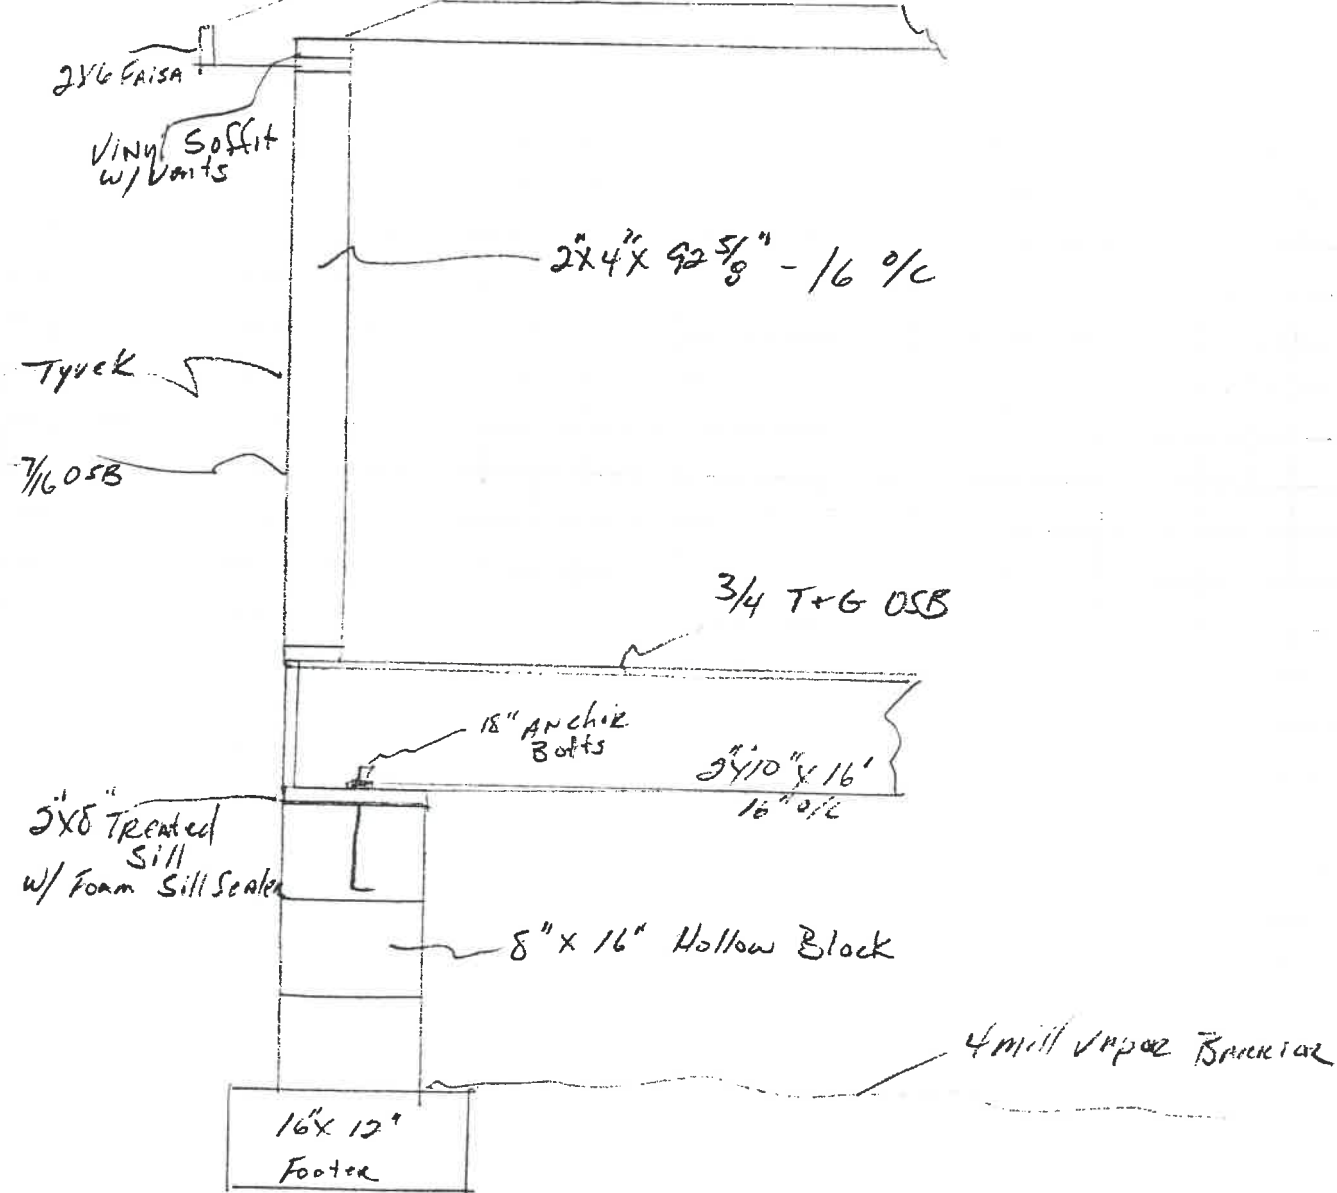 2x6 FAisA
Vinyl Soffit
w/ Vents
2"x4"x 92 5/8" - 16 o/c
Tyvek
7/16 OSB
3/4 T+G OSB
18" Anchir
Bolts
2"x10"x 16'
16" o/c
2"x8" Treated
Sill
w/ Foam Sill Sealer
8"x 16" Hollow Block
4 mill Vapor Barrior
16"x 12"
Footer